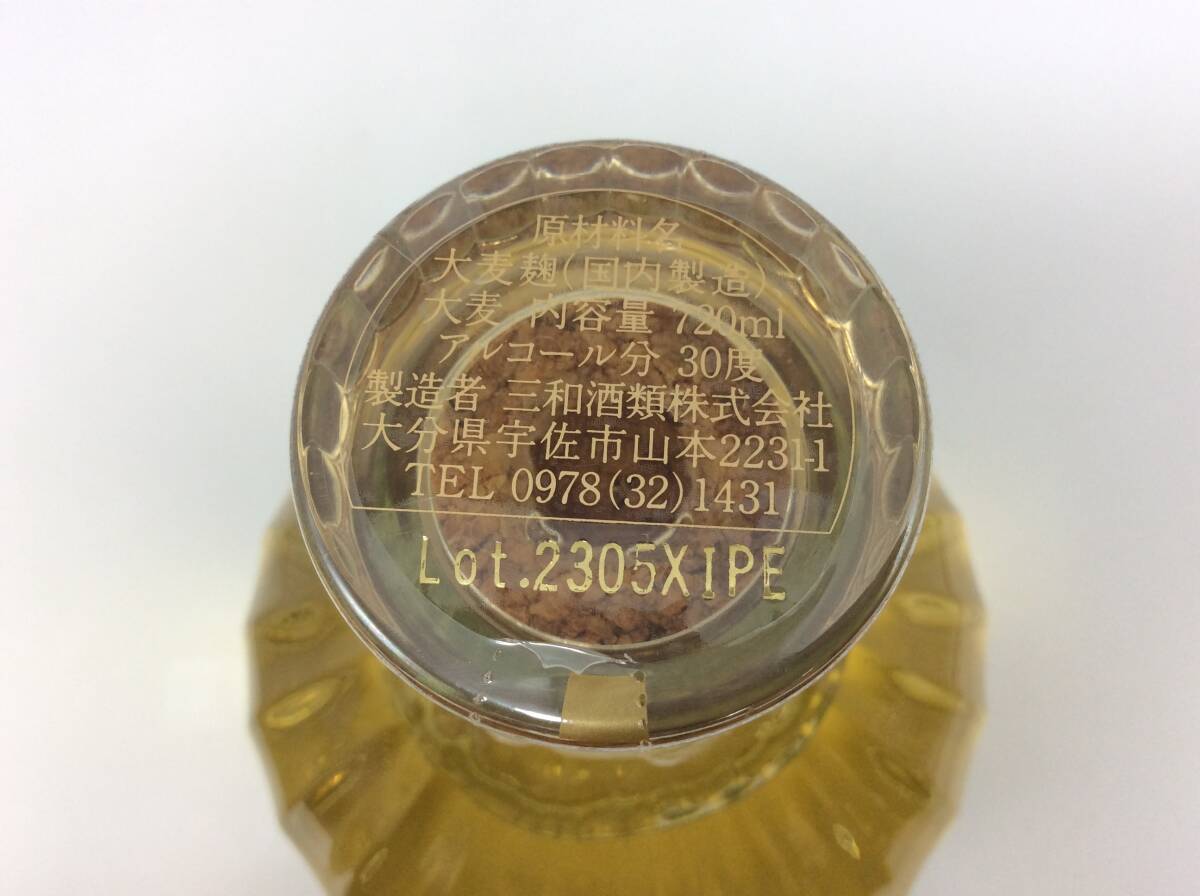 原材料名
大麦麹(国内製造)
大麦 内容量 720ml
アルコール分 30度
製造者 三和酒類株式会社
大分県宇佐市山本2231-1
TEL 0978(32)1431
Lot.2305XIPE